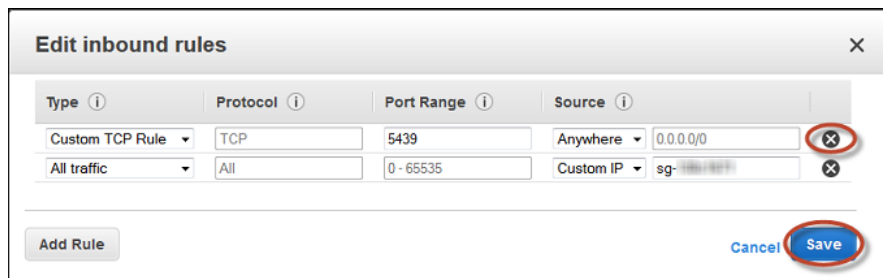 Edit inbound rules
Type Protocol Port Range Source
Custom TCP Rule TCP 5439 Anywhere 0.0.0.0/0
All traffic All 0 - 65535 Custom IP sg-
Add Rule Cancel Save